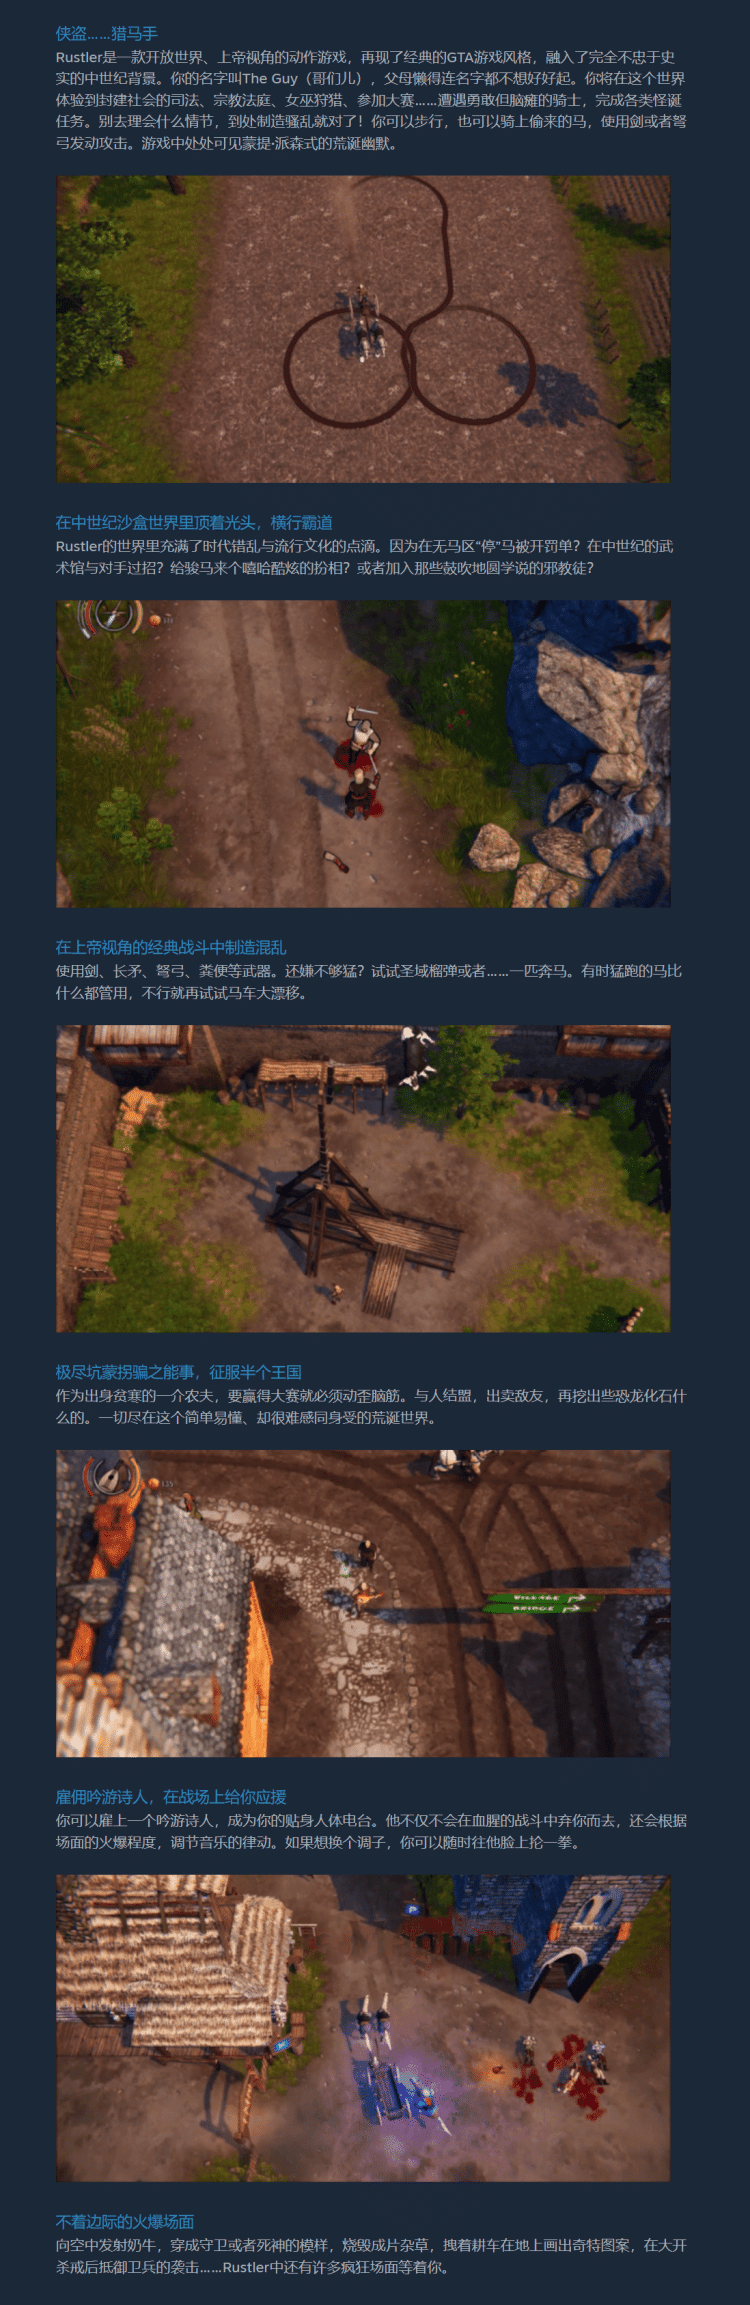 侠盗……猎马手
Rustler是一款开放世界、上帝视角的动作游戏，再现了经典的GTA游戏风格，融入了完全不忠于史
实的中世纪背景。你的名字叫The Guy（哥们儿），父母懒得连名字都不想好好起。你将在这个世界
体验到封建社会的司法、宗教法庭、女巫狩猎、参加大赛……遭遇勇敢但脑瘫的骑士，完成各类怪诞
任务。别去理会什么情节，到处制造骚乱就对了！你可以步行，也可以骑上偷来的马，使用剑或者弩
弓发动攻击。游戏中处处可见蒙提·派森式的荒诞幽默。
在中世纪沙盒世界里顶着光头，横行霸道
Rustler的世界里充满了时代错乱与流行文化的点滴。因为在无马区“停”马被开罚单？在中世纪的武
术馆与对手过招？给骏马来个嘻哈酷炫的扮相？或者加入那些鼓吹地圆学说的邪教徒？
在上帝视角的经典战斗中制造混乱
使用剑、长矛、弩弓、粪便等武器。还嫌不够猛？试试圣域榴弹或者……一匹奔马。有时猛跑的马比
什么都管用，不行就再试试马车大漂移。
极尽坑蒙拐骗之能事，征服半个王国
作为出身贫寒的一介农夫，要赢得大赛就必须动歪脑筋。与人结盟，出卖敌友，再挖出些恐龙化石什
么的。一切尽在这个简单易懂、却很难感同身受的荒诞世界。
VILLAGE
BRIDGE
雇佣吟游诗人，在战场上给你应援
你可以雇上一个吟游诗人，成为你的贴身人体电台。他不仅不会在血腥的战斗中弃你而去，还会根据
场面的火爆程度，调节音乐的律动。如果想换个调子，你可以随时往他脸上抡一拳。
不着边际的火爆场面
向空中发射奶牛，穿成守卫或者死神的模样，烧毁成片杂草，拽着耕车在地上画出奇特图案，在大开
杀戒后抵御卫兵的袭击……Rustler中还有许多疯狂场面等着你。